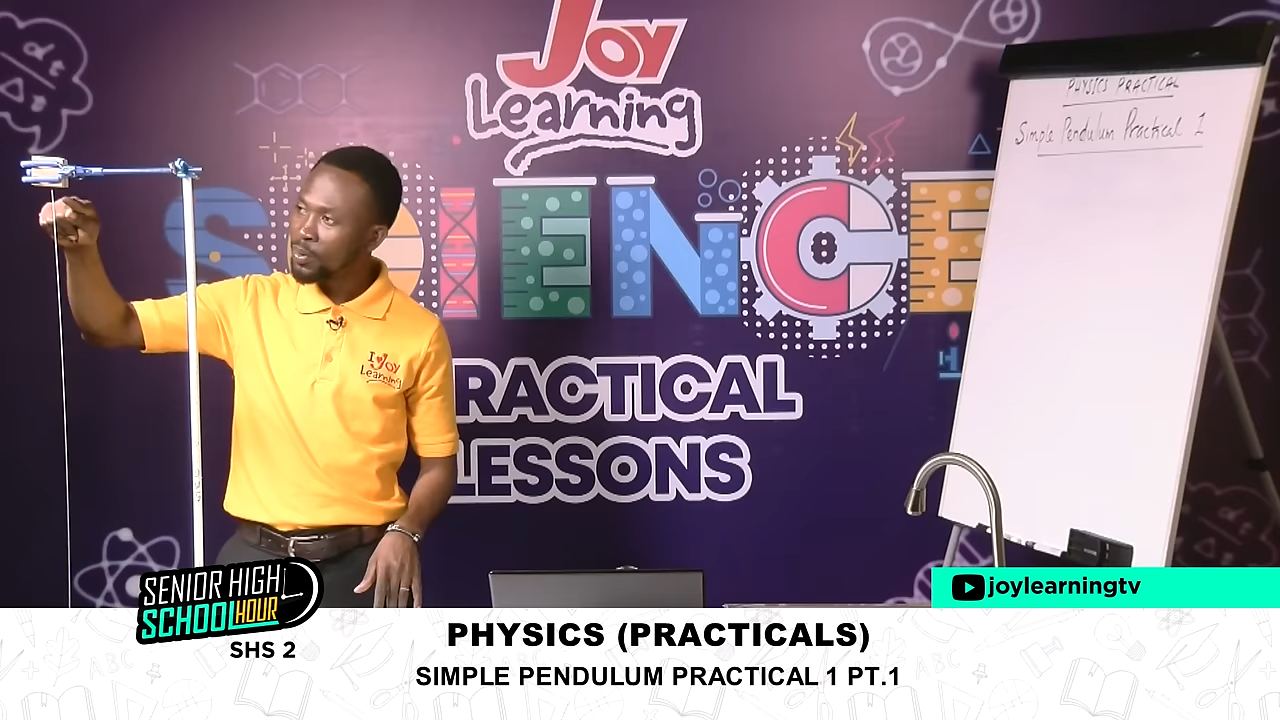 Joy
Learning
SCIENCE
PRACTICAL
LESSONS
I ♥ Joy
Learning
PHYSICS PRACTICAL
Simple Pendulum Practical 1
SENIOR HIGH
SCHOOL HOUR
SHS 2
joylearningtv
PHYSICS (PRACTICALS)
SIMPLE PENDULUM PRACTICAL 1 PT.1